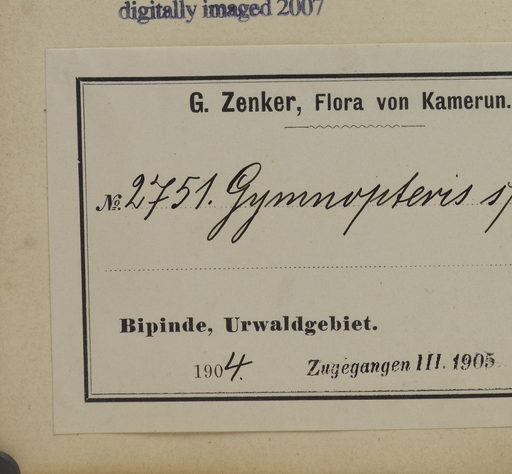 digitally imaged 2007
G. Zenker, Flora von Kamerun.
№ 2751. Gymnopteris
Bipinde, Urwaldgebiet.
1904. Zugegangen III. 1905